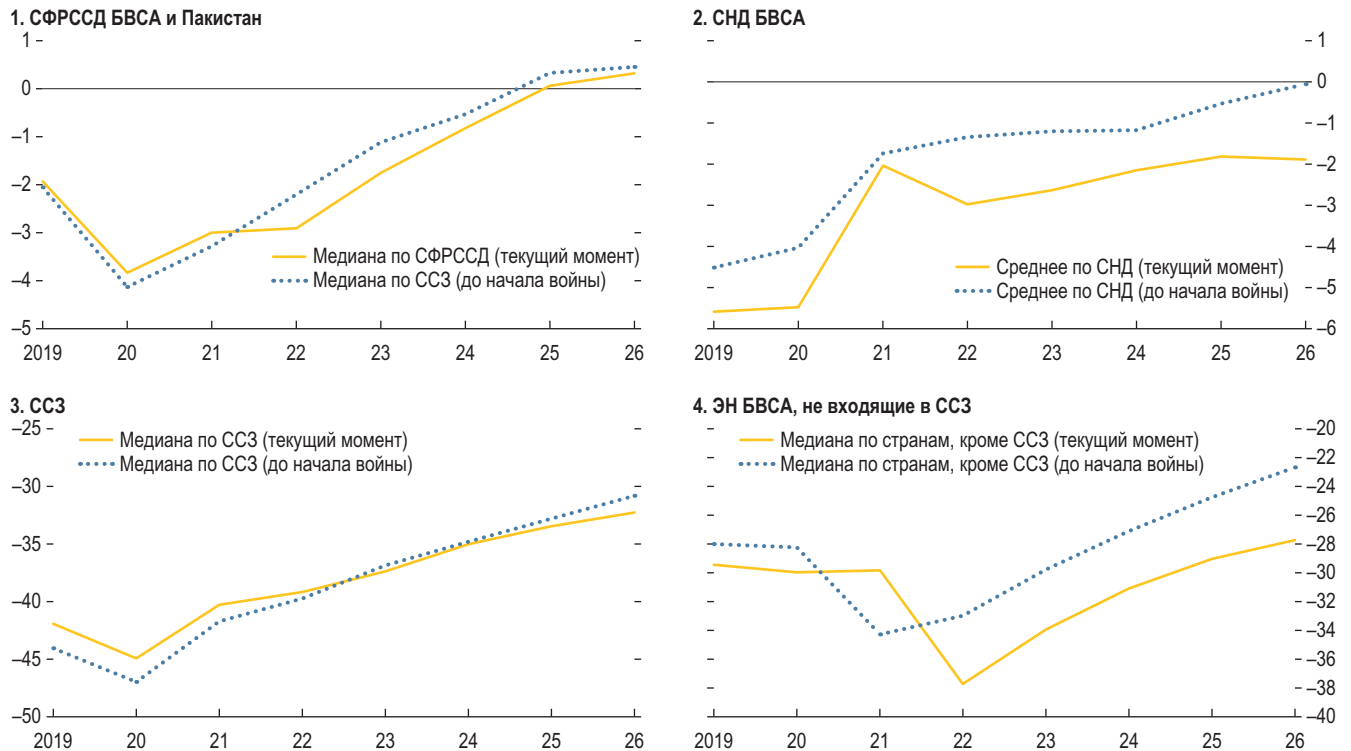 1. СФРССД БВСА и Пакистан
1
0
–1
–2
–3
–4
–5
Медиана по СФРССД (текущий момент)
Медиана по ССЗ (до начала войны)
2019 20 21 22 23 24 25 26
2. СНД БВСА
1
0
–1
–2
–3
–4
–5
–6
Среднее по СНД (текущий момент)
Среднее по СНД (до начала войны)
2019 20 21 22 23 24 25 26
3. ССЗ
–25
–30
–35
–40
–45
–50
Медиана по ССЗ (текущий момент)
Медиана по ССЗ (до начала войны)
2019 20 21 22 23 24 25 26
4. ЭН БВСА, не входящие в ССЗ
Медиана по странам, кроме ССЗ (текущий момент)
Медиана по странам, кроме ССЗ (до начала войны)
–20
–22
–24
–26
–28
–30
–32
–34
–36
–38
–40
2019 20 21 22 23 24 25 26